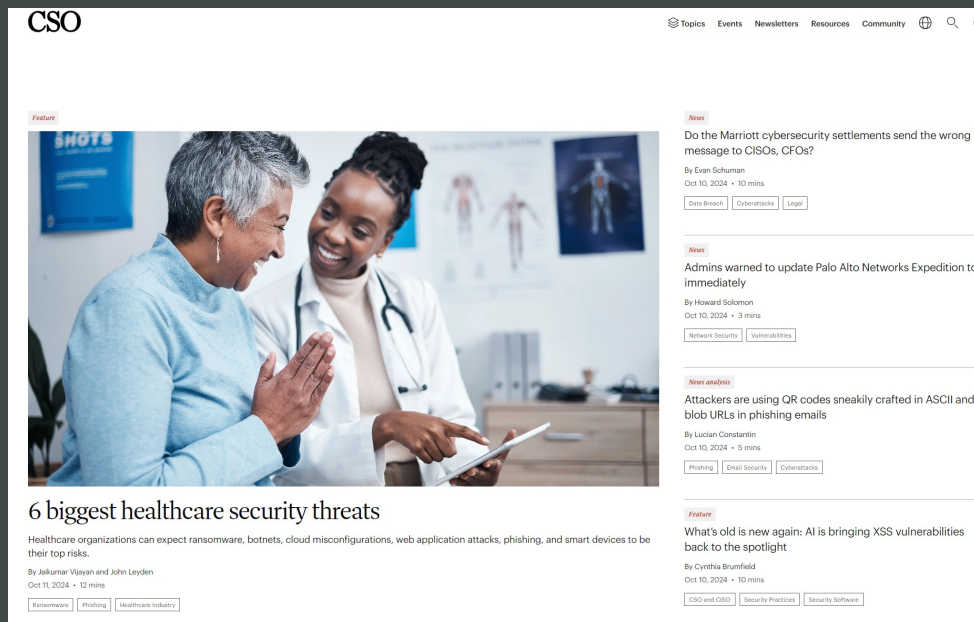 CSO
Topics Events Newsletters Resources Community
Feature
SHOTS
6 biggest healthcare security threats
Healthcare organizations can expect ransomware, botnets, cloud misconfigurations, web application attacks, phishing, and smart devices to be
their top risks.
By Jaikumar Vijayan and John Leyden
Oct 11, 2024 • 12 mins
Ransomware Phishing Healthcare Industry
News
Do the Marriott cybersecurity settlements send the wrong
message to CISOs, CFOs?
By Evan Schuman
Oct 10, 2024 • 10 mins
Data Breach Cyberattacks Legal
News
Admins warned to update Palo Alto Networks Expedition
immediately
By Howard Solomon
Oct 10, 2024 • 3 mins
Network Security Vulnerabilities
News analysis
Attackers are using QR codes sneakily crafted in ASCII and
blob URLs in phishing emails
By Lucian Constantin
Oct 10, 2024 • 5 mins
Phishing Email Security Cyberattacks
Feature
What's old is new again: AI is bringing XSS vulnerabilities
back to the spotlight
By Cynthia Brumfield
Oct 10, 2024 • 10 mins
CSO and CISO Security Practices Security Software